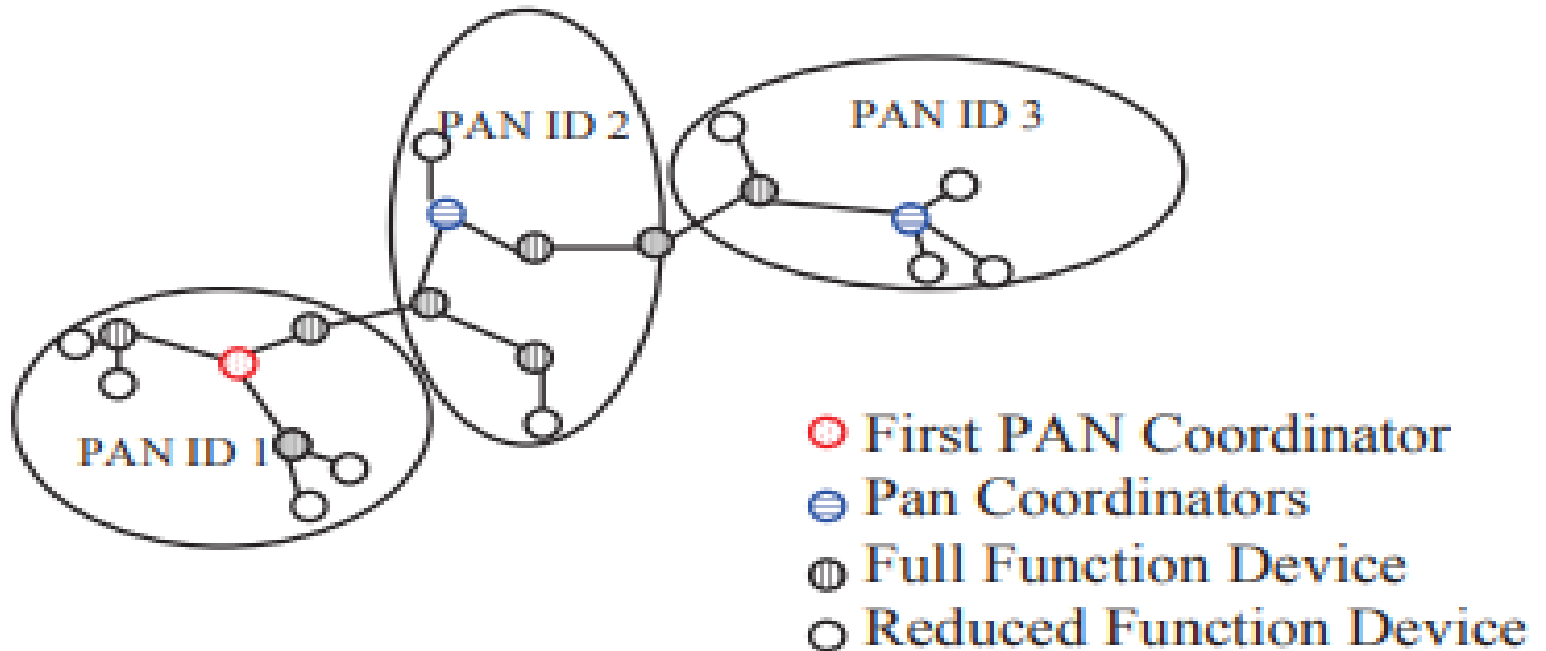 PAN ID 2
PAN ID 3
PAN ID 1
First PAN Coordinator
Pan Coordinators
Full Function Device
Reduced Function Device